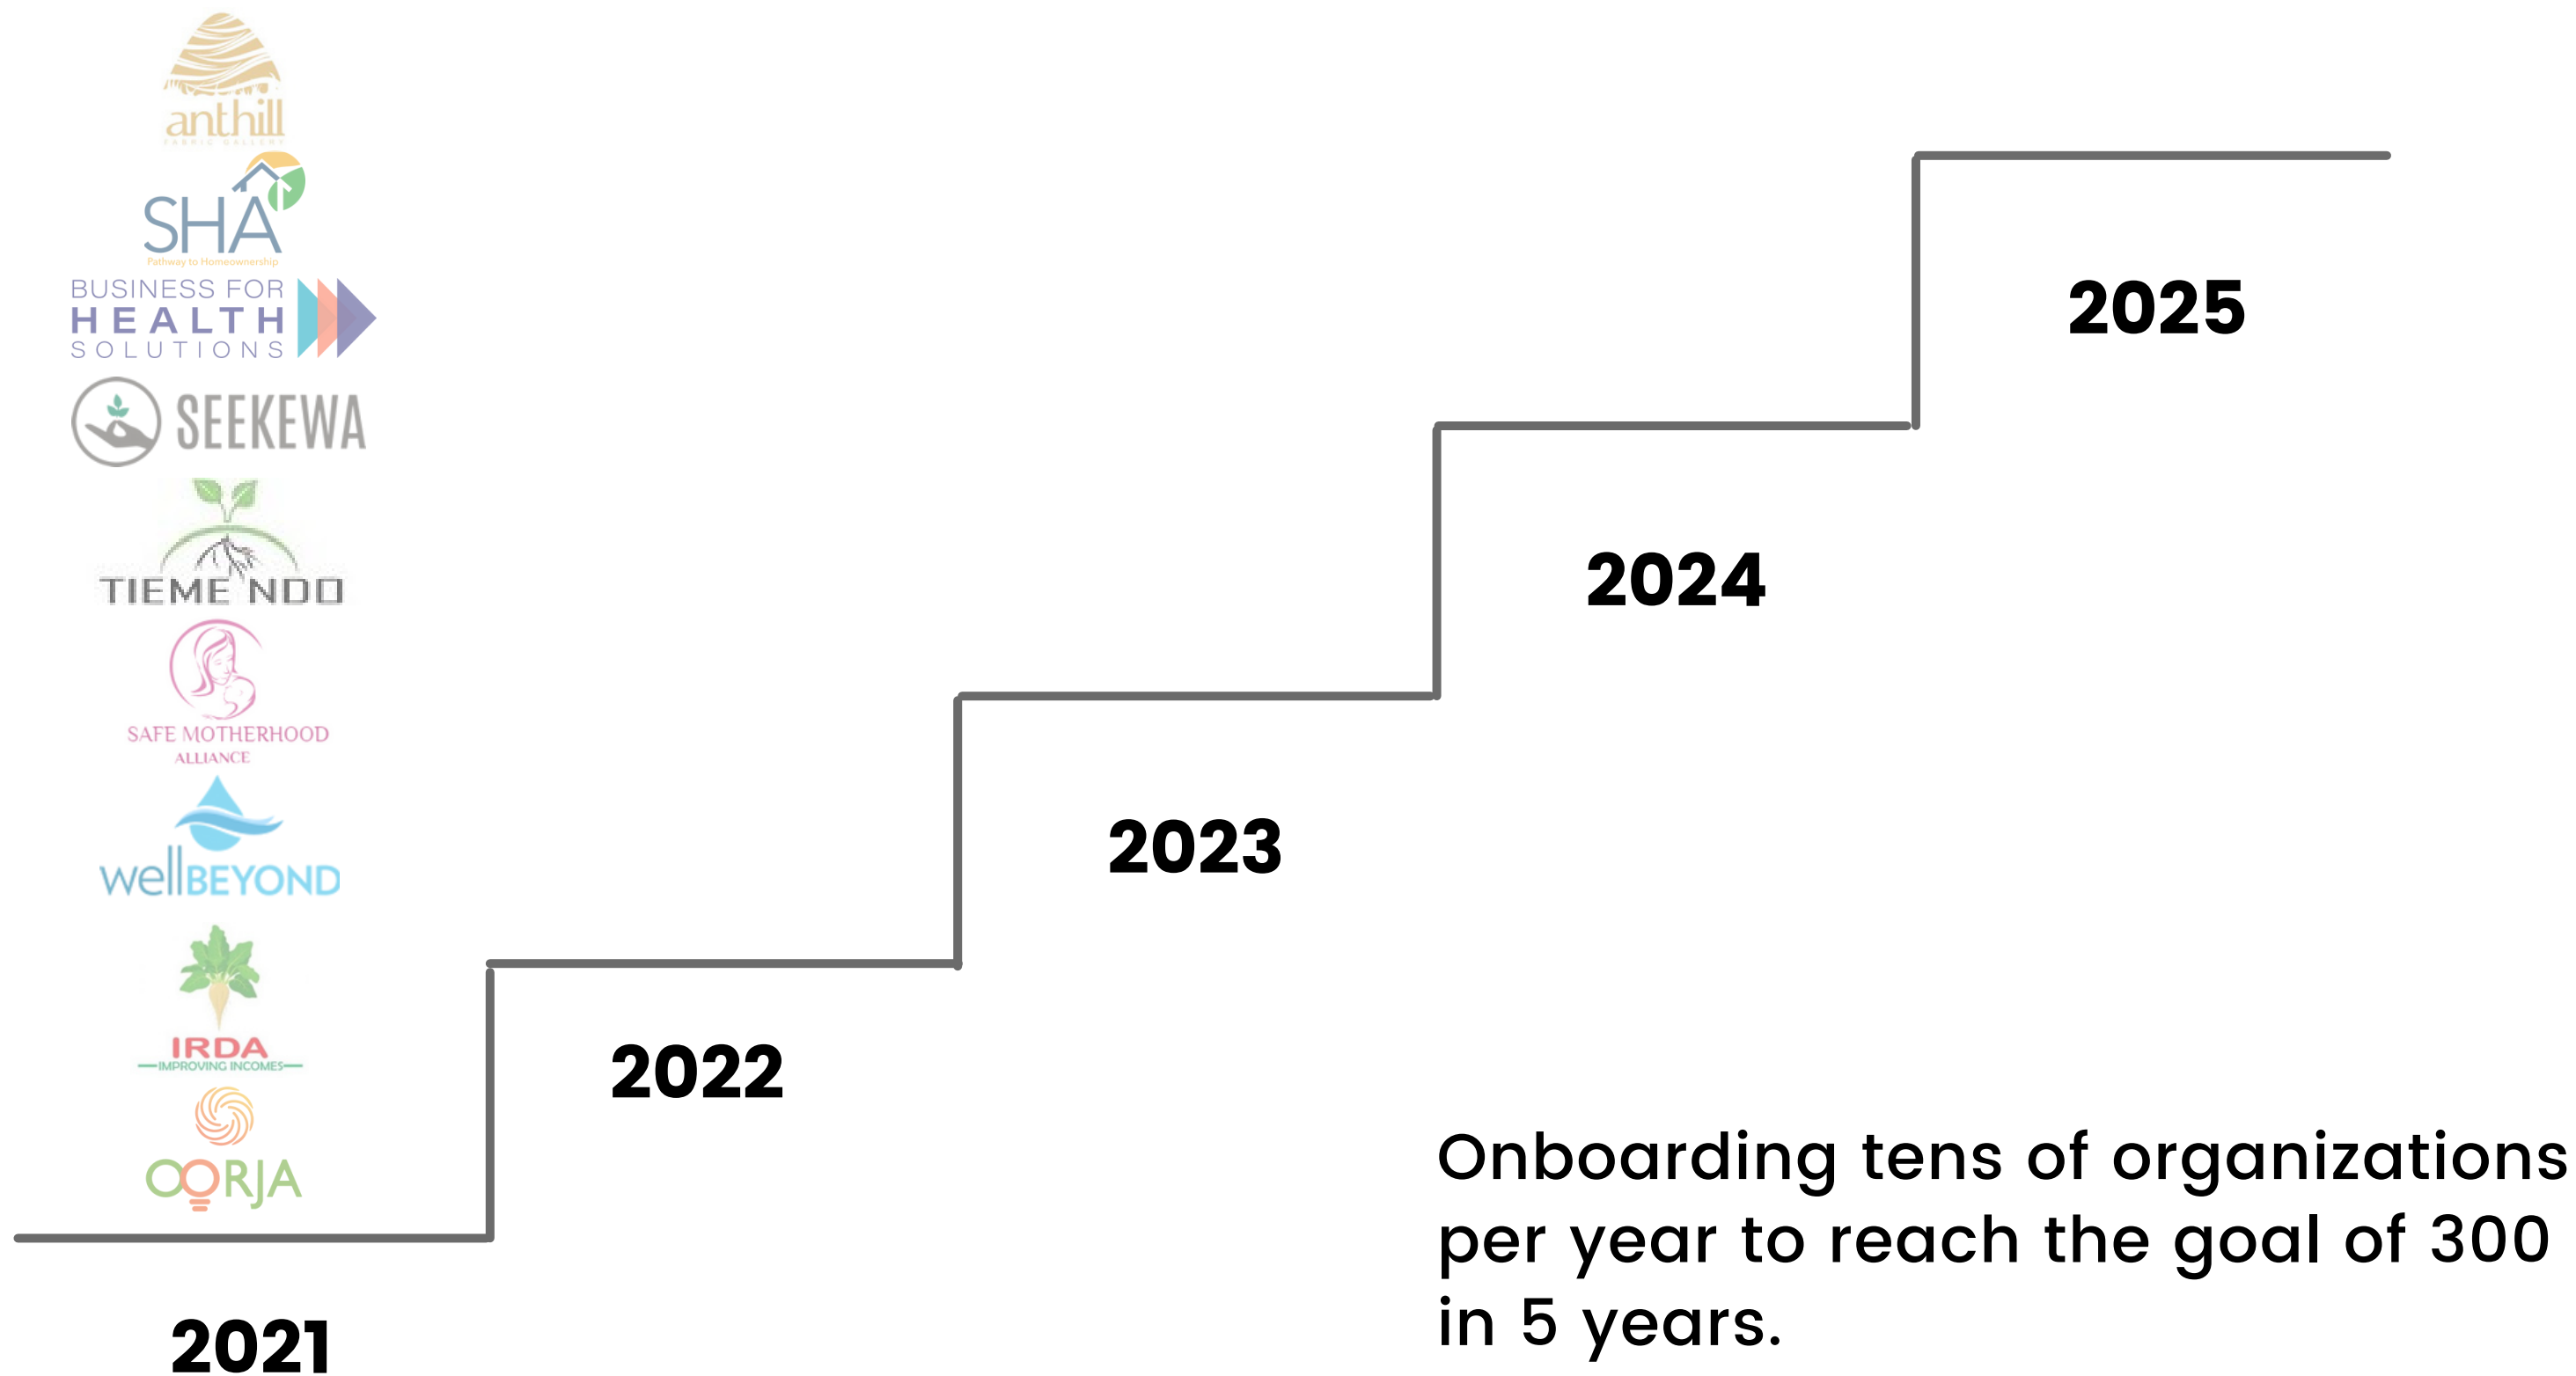 anthill
FABRIC GALLERY
SHA
Pathway to Homeownership
BUSINESS FOR
HEALTH
SOLUTIONS
SEEKEWA
TIEME NDO
SAFE MOTHERHOOD
ALLIANCE
wellBEYOND
IRDA
IMPROVING INCOMES
OORJA
2021
2022
2023
2024
2025
Onboarding tens of organizations
per year to reach the goal of 300
in 5 years.